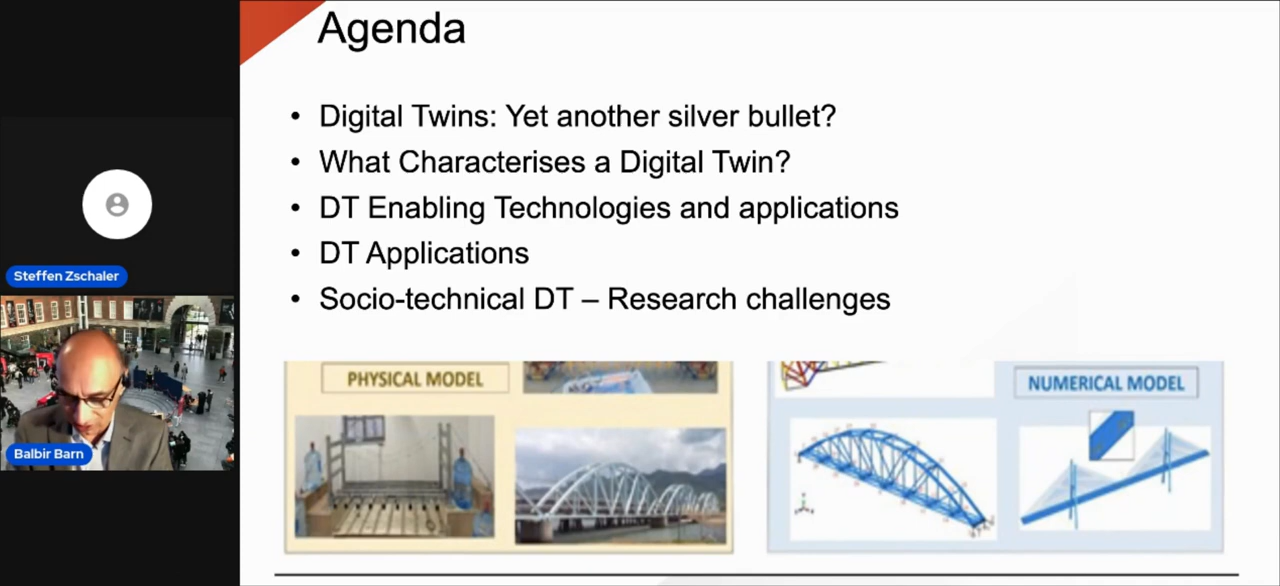 Agenda
• Digital Twins: Yet another silver bullet?
• What Characterises a Digital Twin?
• DT Enabling Technologies and applications
• DT Applications
• Socio-technical DT – Research challenges
PHYSICAL MODEL
NUMERICAL MODEL
Steffen Zschaler
Balbir Barn